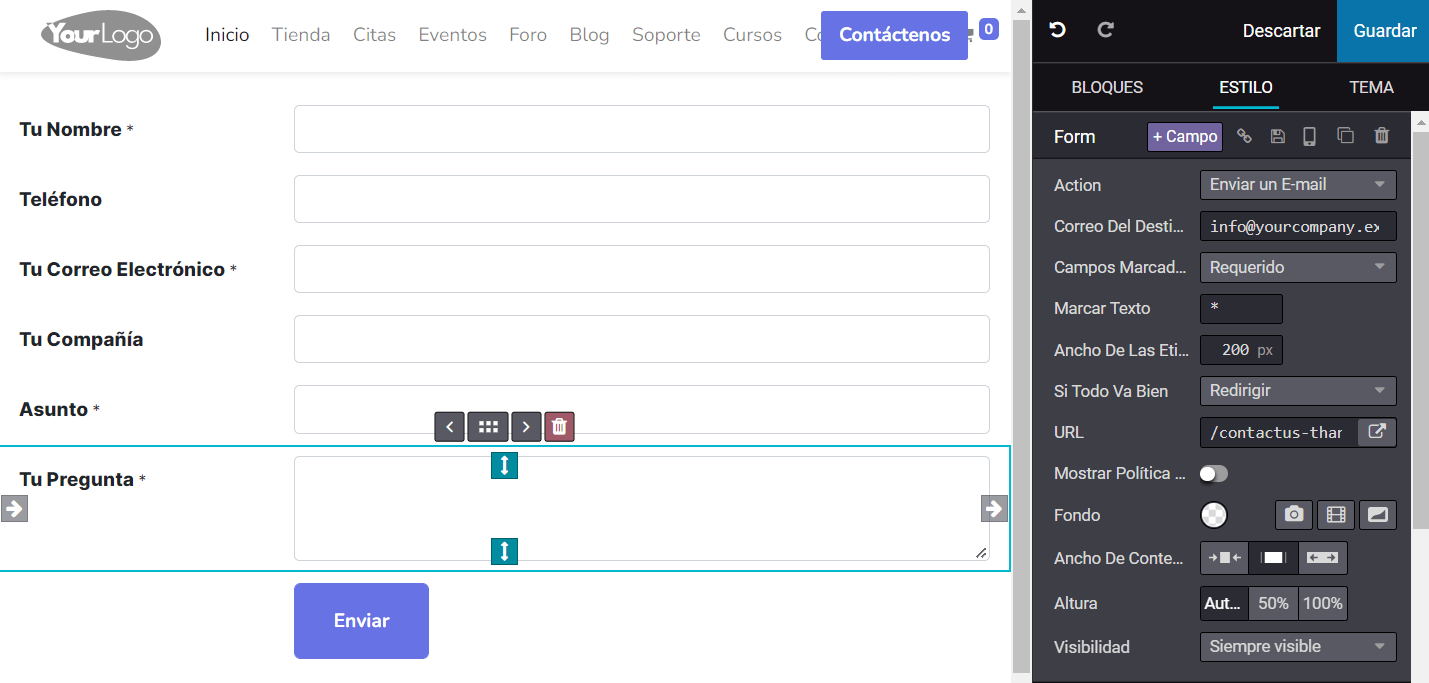 YourLogo
Inicio Tienda Citas Eventos Foro Blog Soporte Cursos Contáctenos 0
Tu Nombre *
Teléfono
Tu Correo Electrónico *
Tu Compañía
Asunto *
Tu Pregunta *
Enviar
Descartar Guardar
BLOQUES ESTILO TEMA
Form + Campo
Action Enviar un E-mail
Correo Del Desti... info@yourcompany.ex
Campos Marcad... Requerido
Marcar Texto *
Ancho De Las Eti... 200 px
Si Todo Va Bien Redirigir
URL /contactus-than
Mostrar Política ...
Fondo
Ancho De Conte...
Altura Aut... 50% 100%
Visibilidad Siempre visible